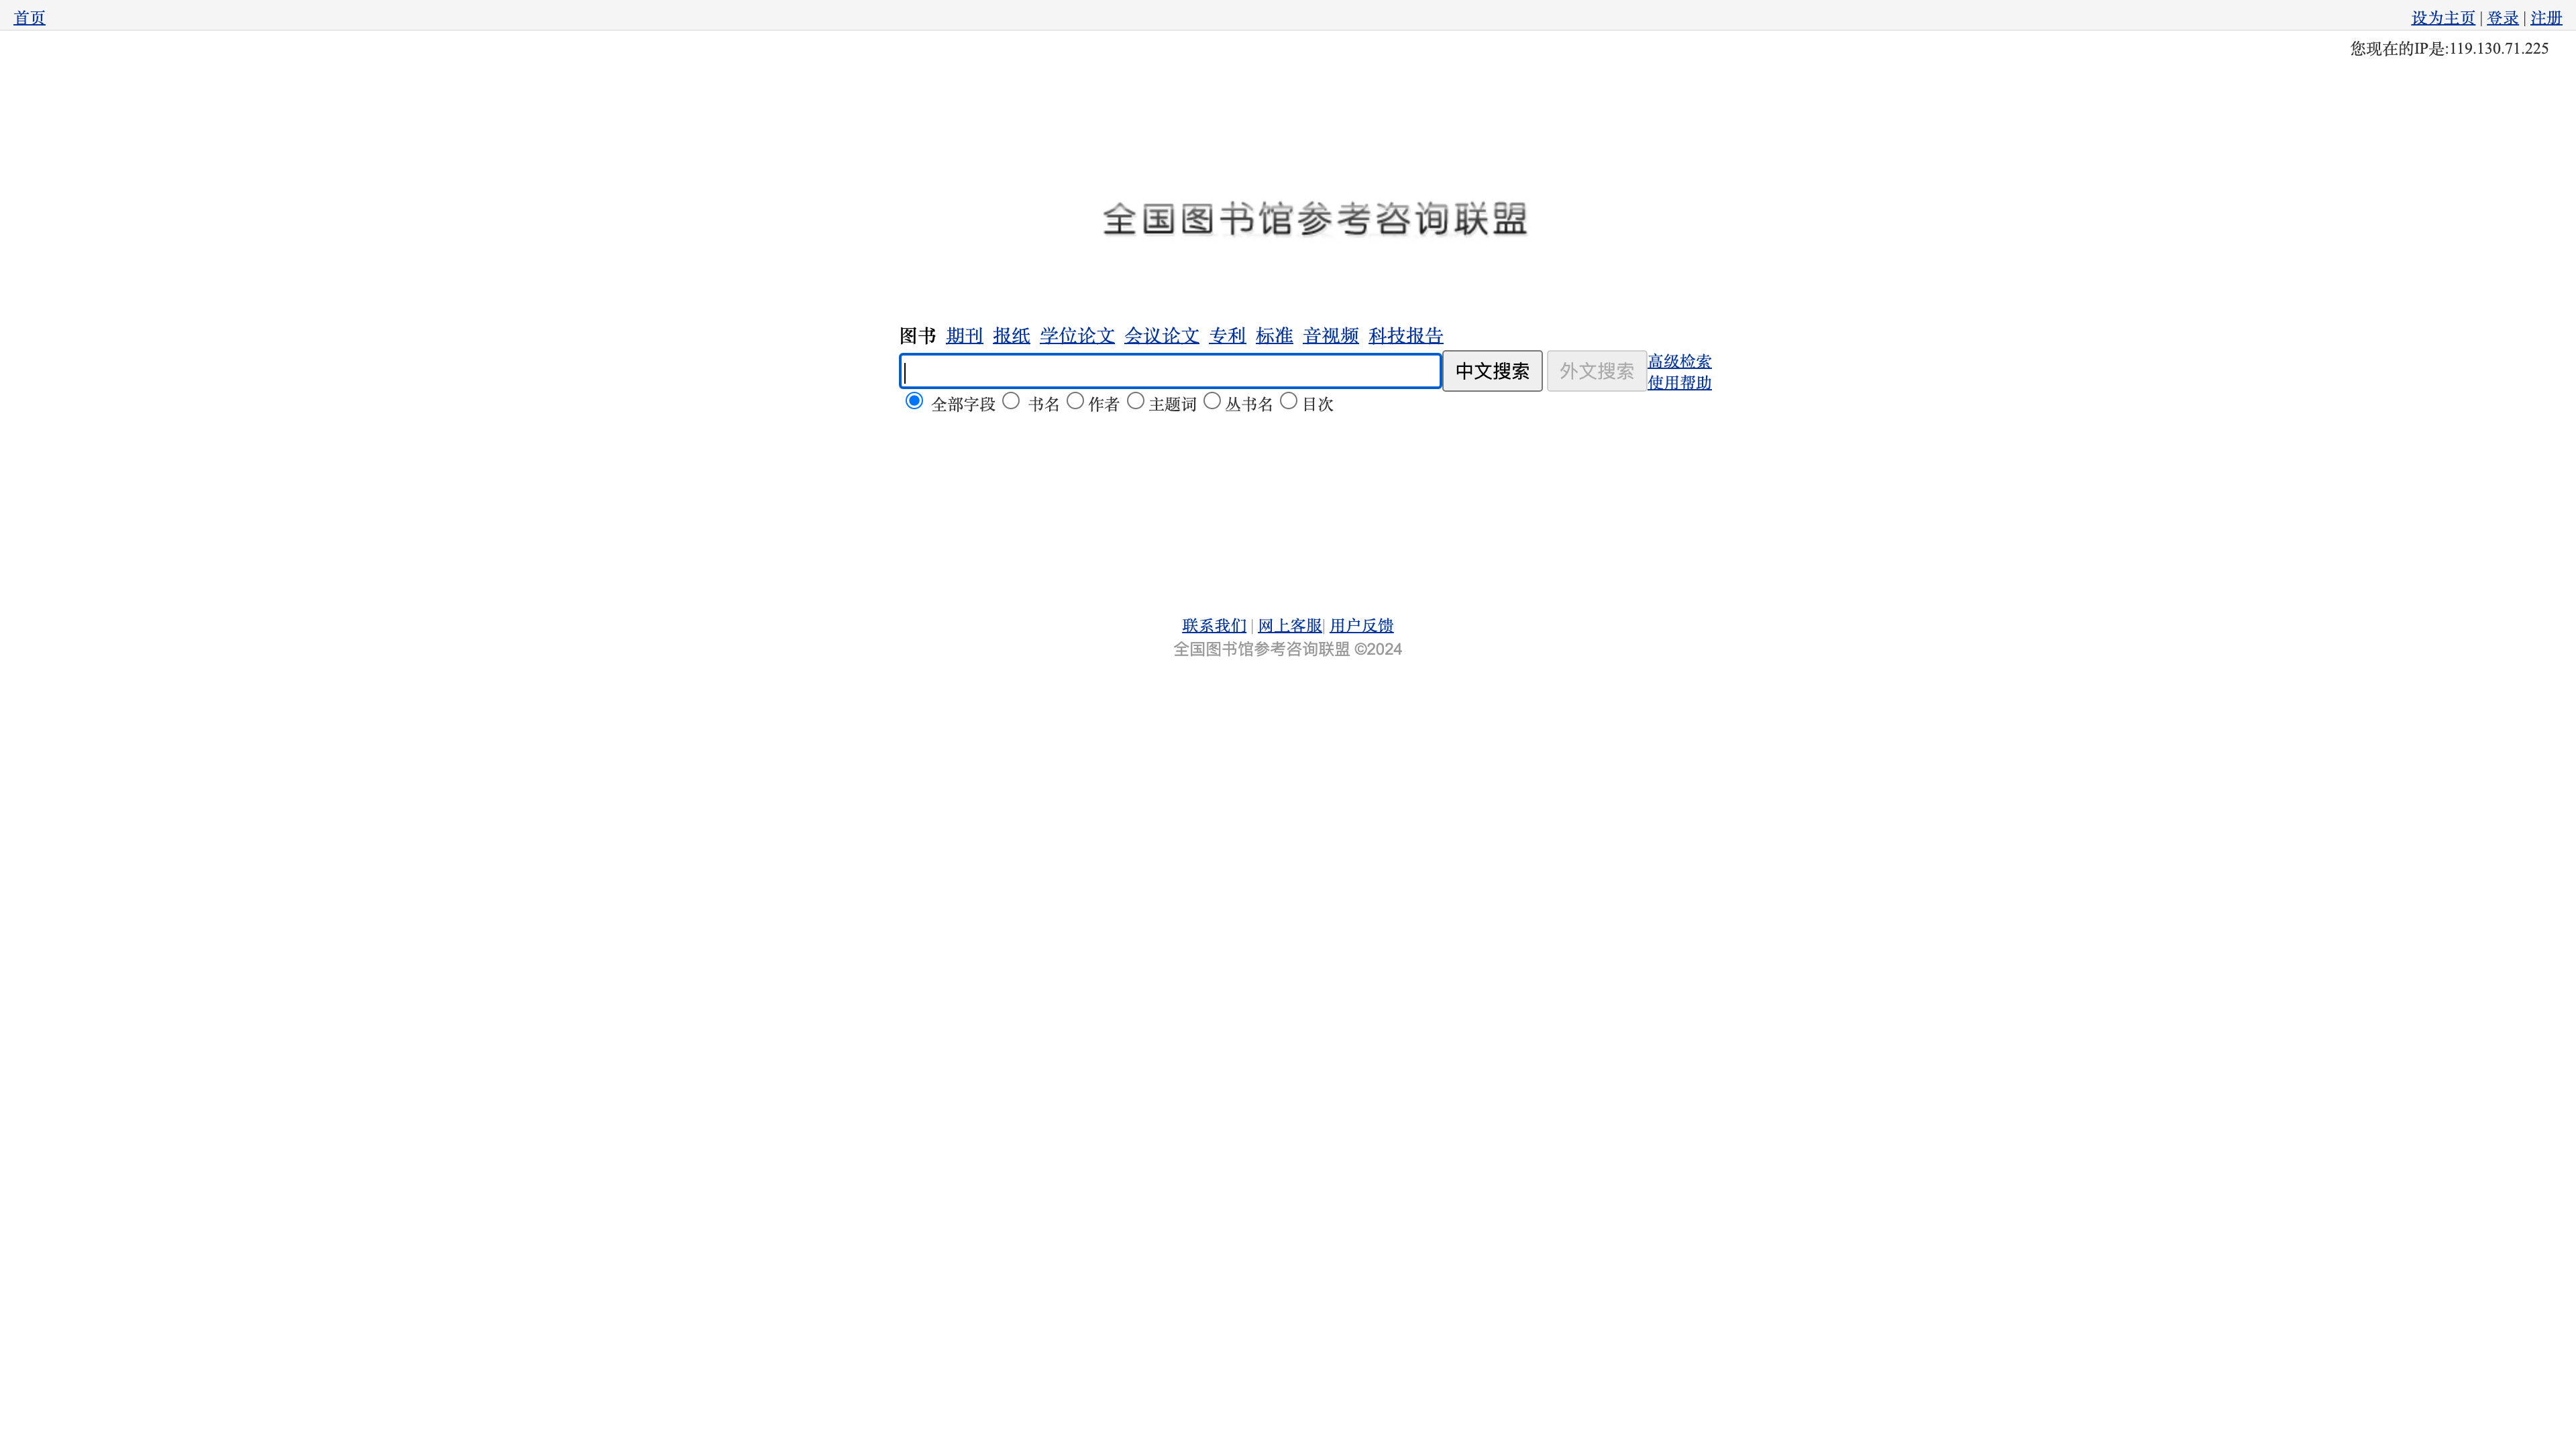 首页
设为主页 | 登录 | 注册
您现在的IP是:119.130.71.225
全国图书馆参考咨询联盟
图书 期刊 报纸 学位论文 会议论文 专利 标准 音视频 科技报告
中文搜索 外文搜索 高级检索
使用帮助
全部字段 书名 作者 主题词 丛书名 目次
联系我们 | 网上客服| 用户反馈
全国图书馆参考咨询联盟 ©2024